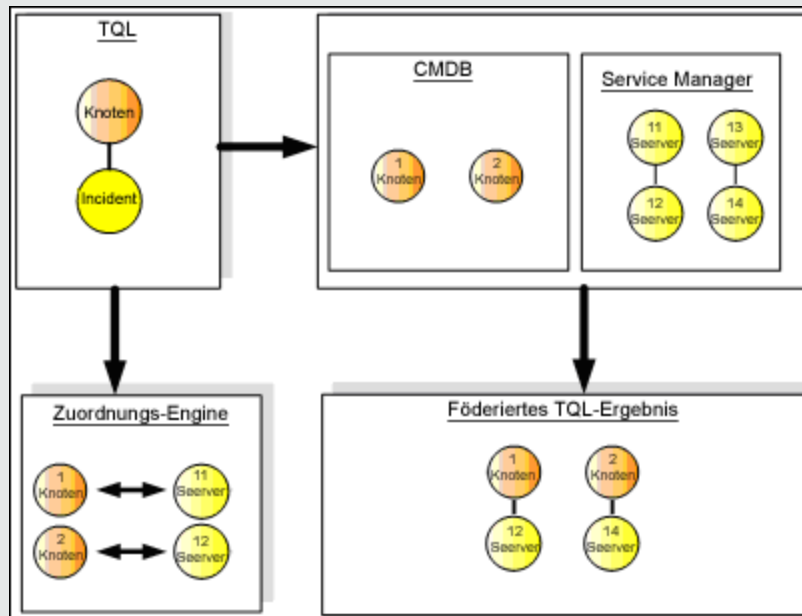 TQL
Knoten
Incident
CMDB
1
Knoten
2
Knoten
Service Manager
11
Seerver
13
Seerver
12
Seerver
14
Seerver
Zuordnungs-Engine
1
Knoten
11
Seerver
2
Knoten
12
Seerver
Föderiertes TQL-Ergebnis
1
Knoten
2
Knoten
12
Seerver
14
Seerver